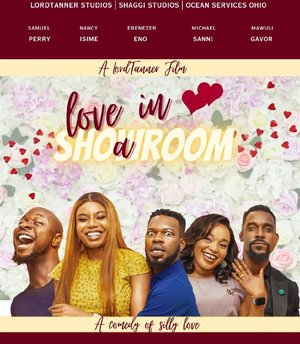 LORDTANNER STUDIOS | SHAGGI STUDIOS | OCEAN SERVICES OHIO
SAMUEL NANCY EBENEZER MICHAEL MAWULI
PERRY ISIME ENO SANNI GAVOR
A LordTanner Film
love in
a
SHOWROOM
A comedy of silly love